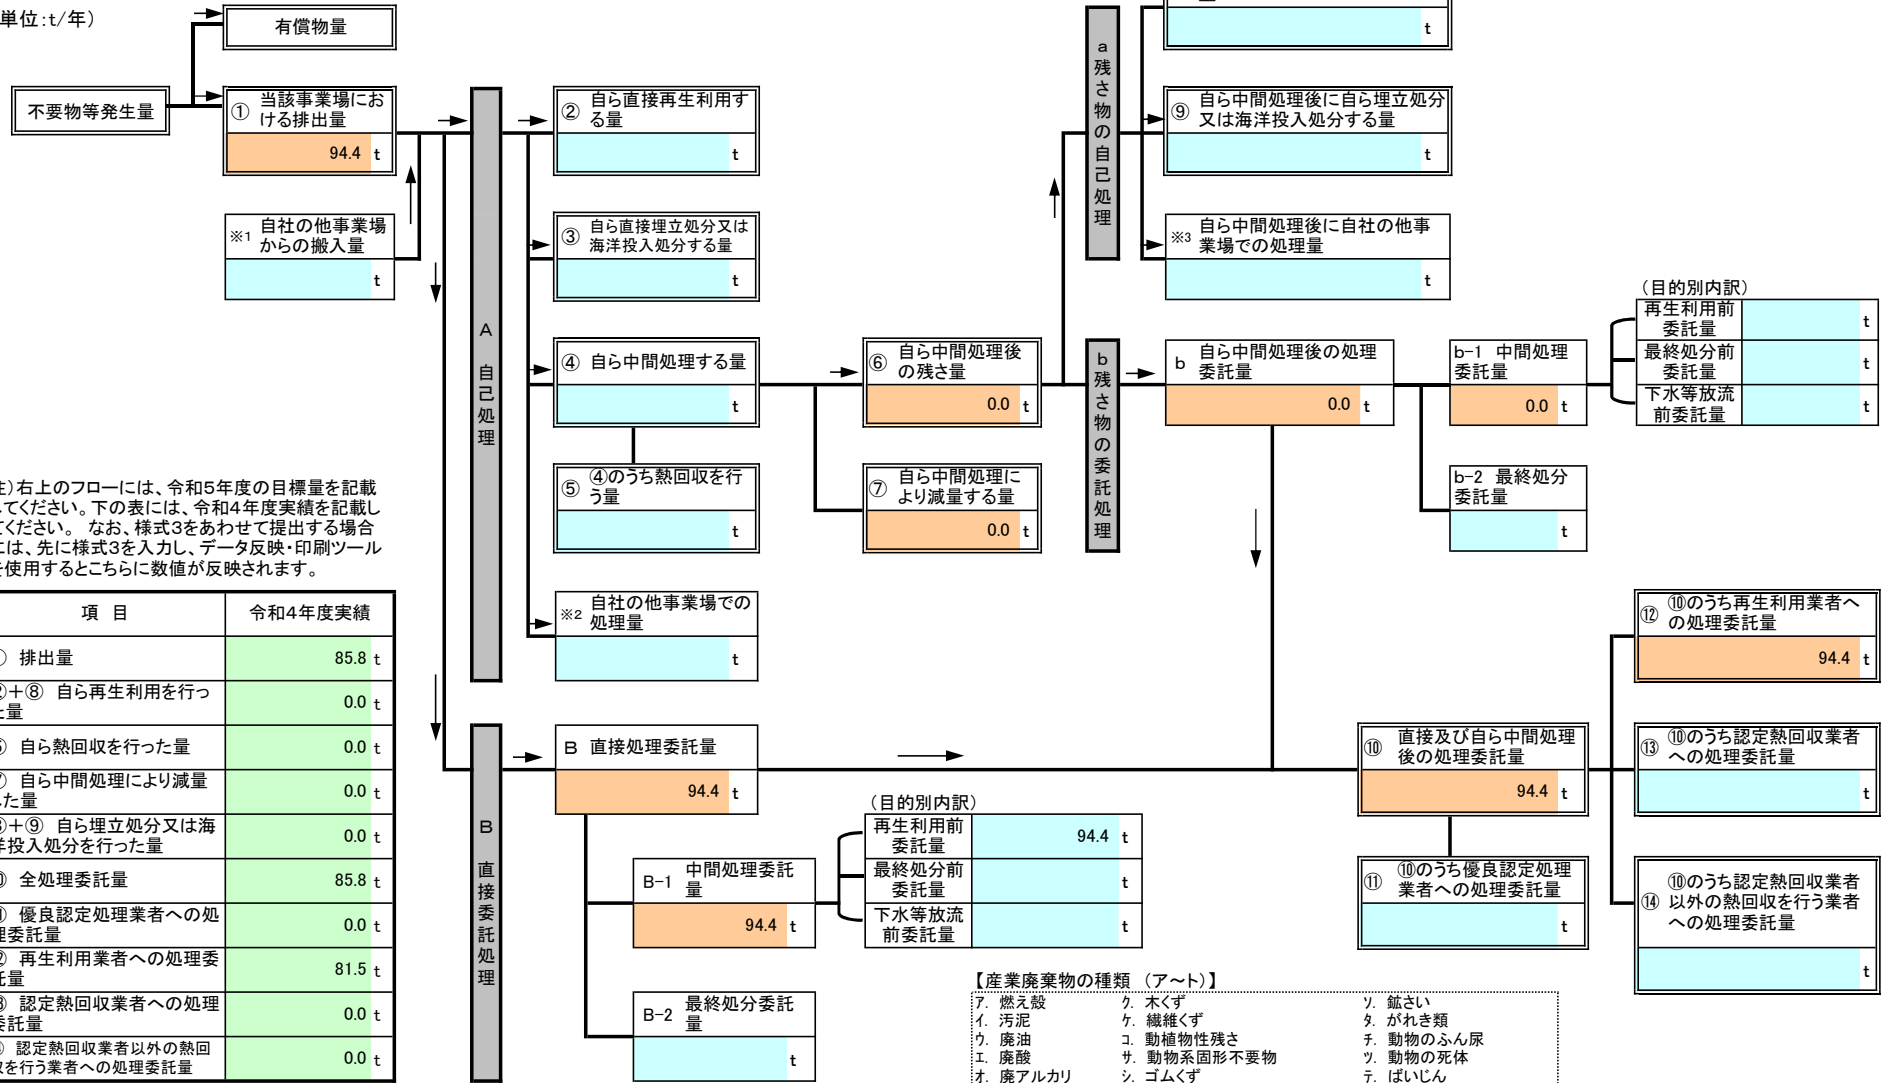 単位:t/年)
有償物量
t
不要物等発生量
① 当該事業場にお
ける排出量
94.4 t
※1 自社の他事業場
からの搬入量
t
A
自己処理
② 自ら直接再生利用す
る量
t
③ 自ら直接埋立処分又は
海洋投入処分する量
t
④ 自ら中間処理する量
t
⑤ ④のうち熱回収を行
う量
t
※2 自社の他事業場での
処理量
t
⑥ 自ら中間処理後
の残さ量
0.0 t
⑦ 自ら中間処理に
より減量する量
0.0 t
a
残さ物の自己処理
⑨ 自ら中間処理後に自ら埋立処分
又は海洋投入処分する量
t
※3 自ら中間処理後に自社の他事
業場での処理量
t
b
残さ物の委託処理
b 自ら中間処理後の処理
委託量
0.0 t
b-1 中間処理
委託量
0.0 t
b-2 最終処分
委託量
t
(目的別内訳)
再生利用前
委託量
t
最終処分前
委託量
t
下水等放流
前委託量
t
)右上のフローには、令和5年度の目標量を記載
してください。下の表には、令和4年度実績を記載し
てください。 なお、様式3をあわせて提出する場合
には、先に様式3を入力し、データ反映・印刷ツール
を使用するとこちらに数値が反映されます。
項 目 令和4年度実績
排出量 85.8 t
+⑧ 自ら再生利用を行っ
た量 0.0 t
自ら熱回収を行った量 0.0 t
自ら中間処理により減量
した量 0.0 t
+⑨ 自ら埋立処分又は海
洋投入処分を行った量 0.0 t
全処理委託量 85.8 t
優良認定処理業者への処
理委託量 0.0 t
再生利用業者への処理委
託量 81.5 t
認定熱回収業者への処理
委託量 0.0 t
認定熱回収業者以外の熱回
収を行う業者への処理委託量 0.0 t
B
直接委託処理
B 直接処理委託量
94.4 t
B-1 中間処理委託
量
94.4 t
B-2 最終処分委託
量
t
(目的別内訳)
再生利用前
委託量
94.4 t
最終処分前
委託量
t
下水等放流
前委託量
t
⑩ 直接及び自ら中間処理
後の処理委託量
94.4 t
⑪ ⑩のうち優良認定処理
業者への処理委託量
t
⑫ ⑩のうち再生利用業者へ
の処理委託量
94.4 t
⑬ ⑩のうち認定熱回収業者
への処理委託量
t
⑭ ⑩のうち認定熱回収業者
以外の熱回収を行う業者
への処理委託量
t
【産業廃棄物の種類 (ア~ト)】
ア. 燃え殻 ク. 木くず ソ. 鉱さい
イ. 汚泥 ケ. 繊維くず タ. がれき類
ウ. 廃油 コ. 動植物性残さ チ. 動物のふん尿
エ. 廃酸 サ. 動物系固形不要物 ツ. 動物の死体
オ. 廃アルカリ シ. ゴムくず テ. ばいじん